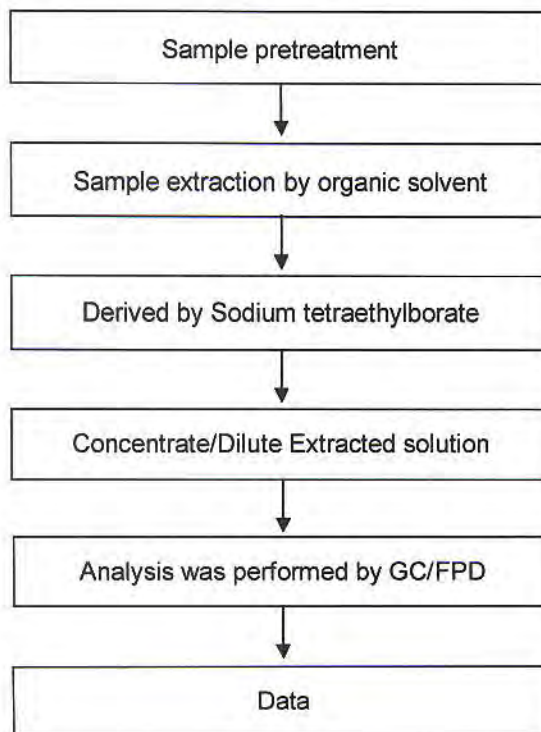 Sample pretreatment
Sample extraction by organic solvent
Derived by Sodium tetraethylborate
Concentrate/Dilute Extracted solution
Analysis was performed by GC/FPD
Data